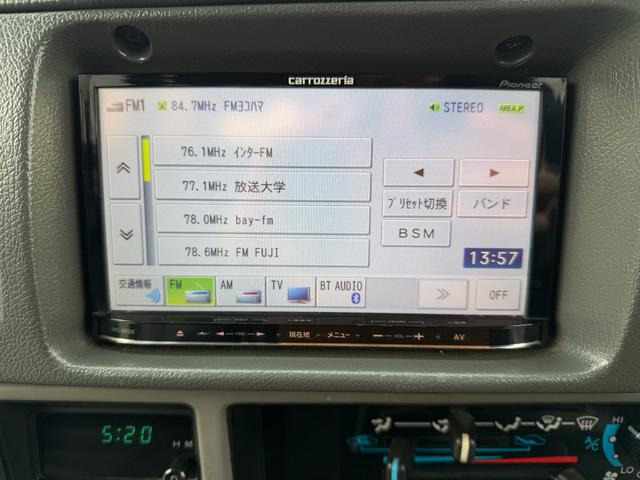 carrozzeria
Pioneer
FM1 84.7MHz FMヨコハマ STEREO AREA P
76.1MHz インターFM
77.1MHz 放送大学
78.0MHz bay-fm
78.6MHz FM FUJI
◀ ▶
プリセット切換 バンド
BSM
13:57
交通情報 FM AM TV BT AUDIO ≫ OFF
TRK 現在地 メニュー − VOL + AV
5:20
H M
HI
LO